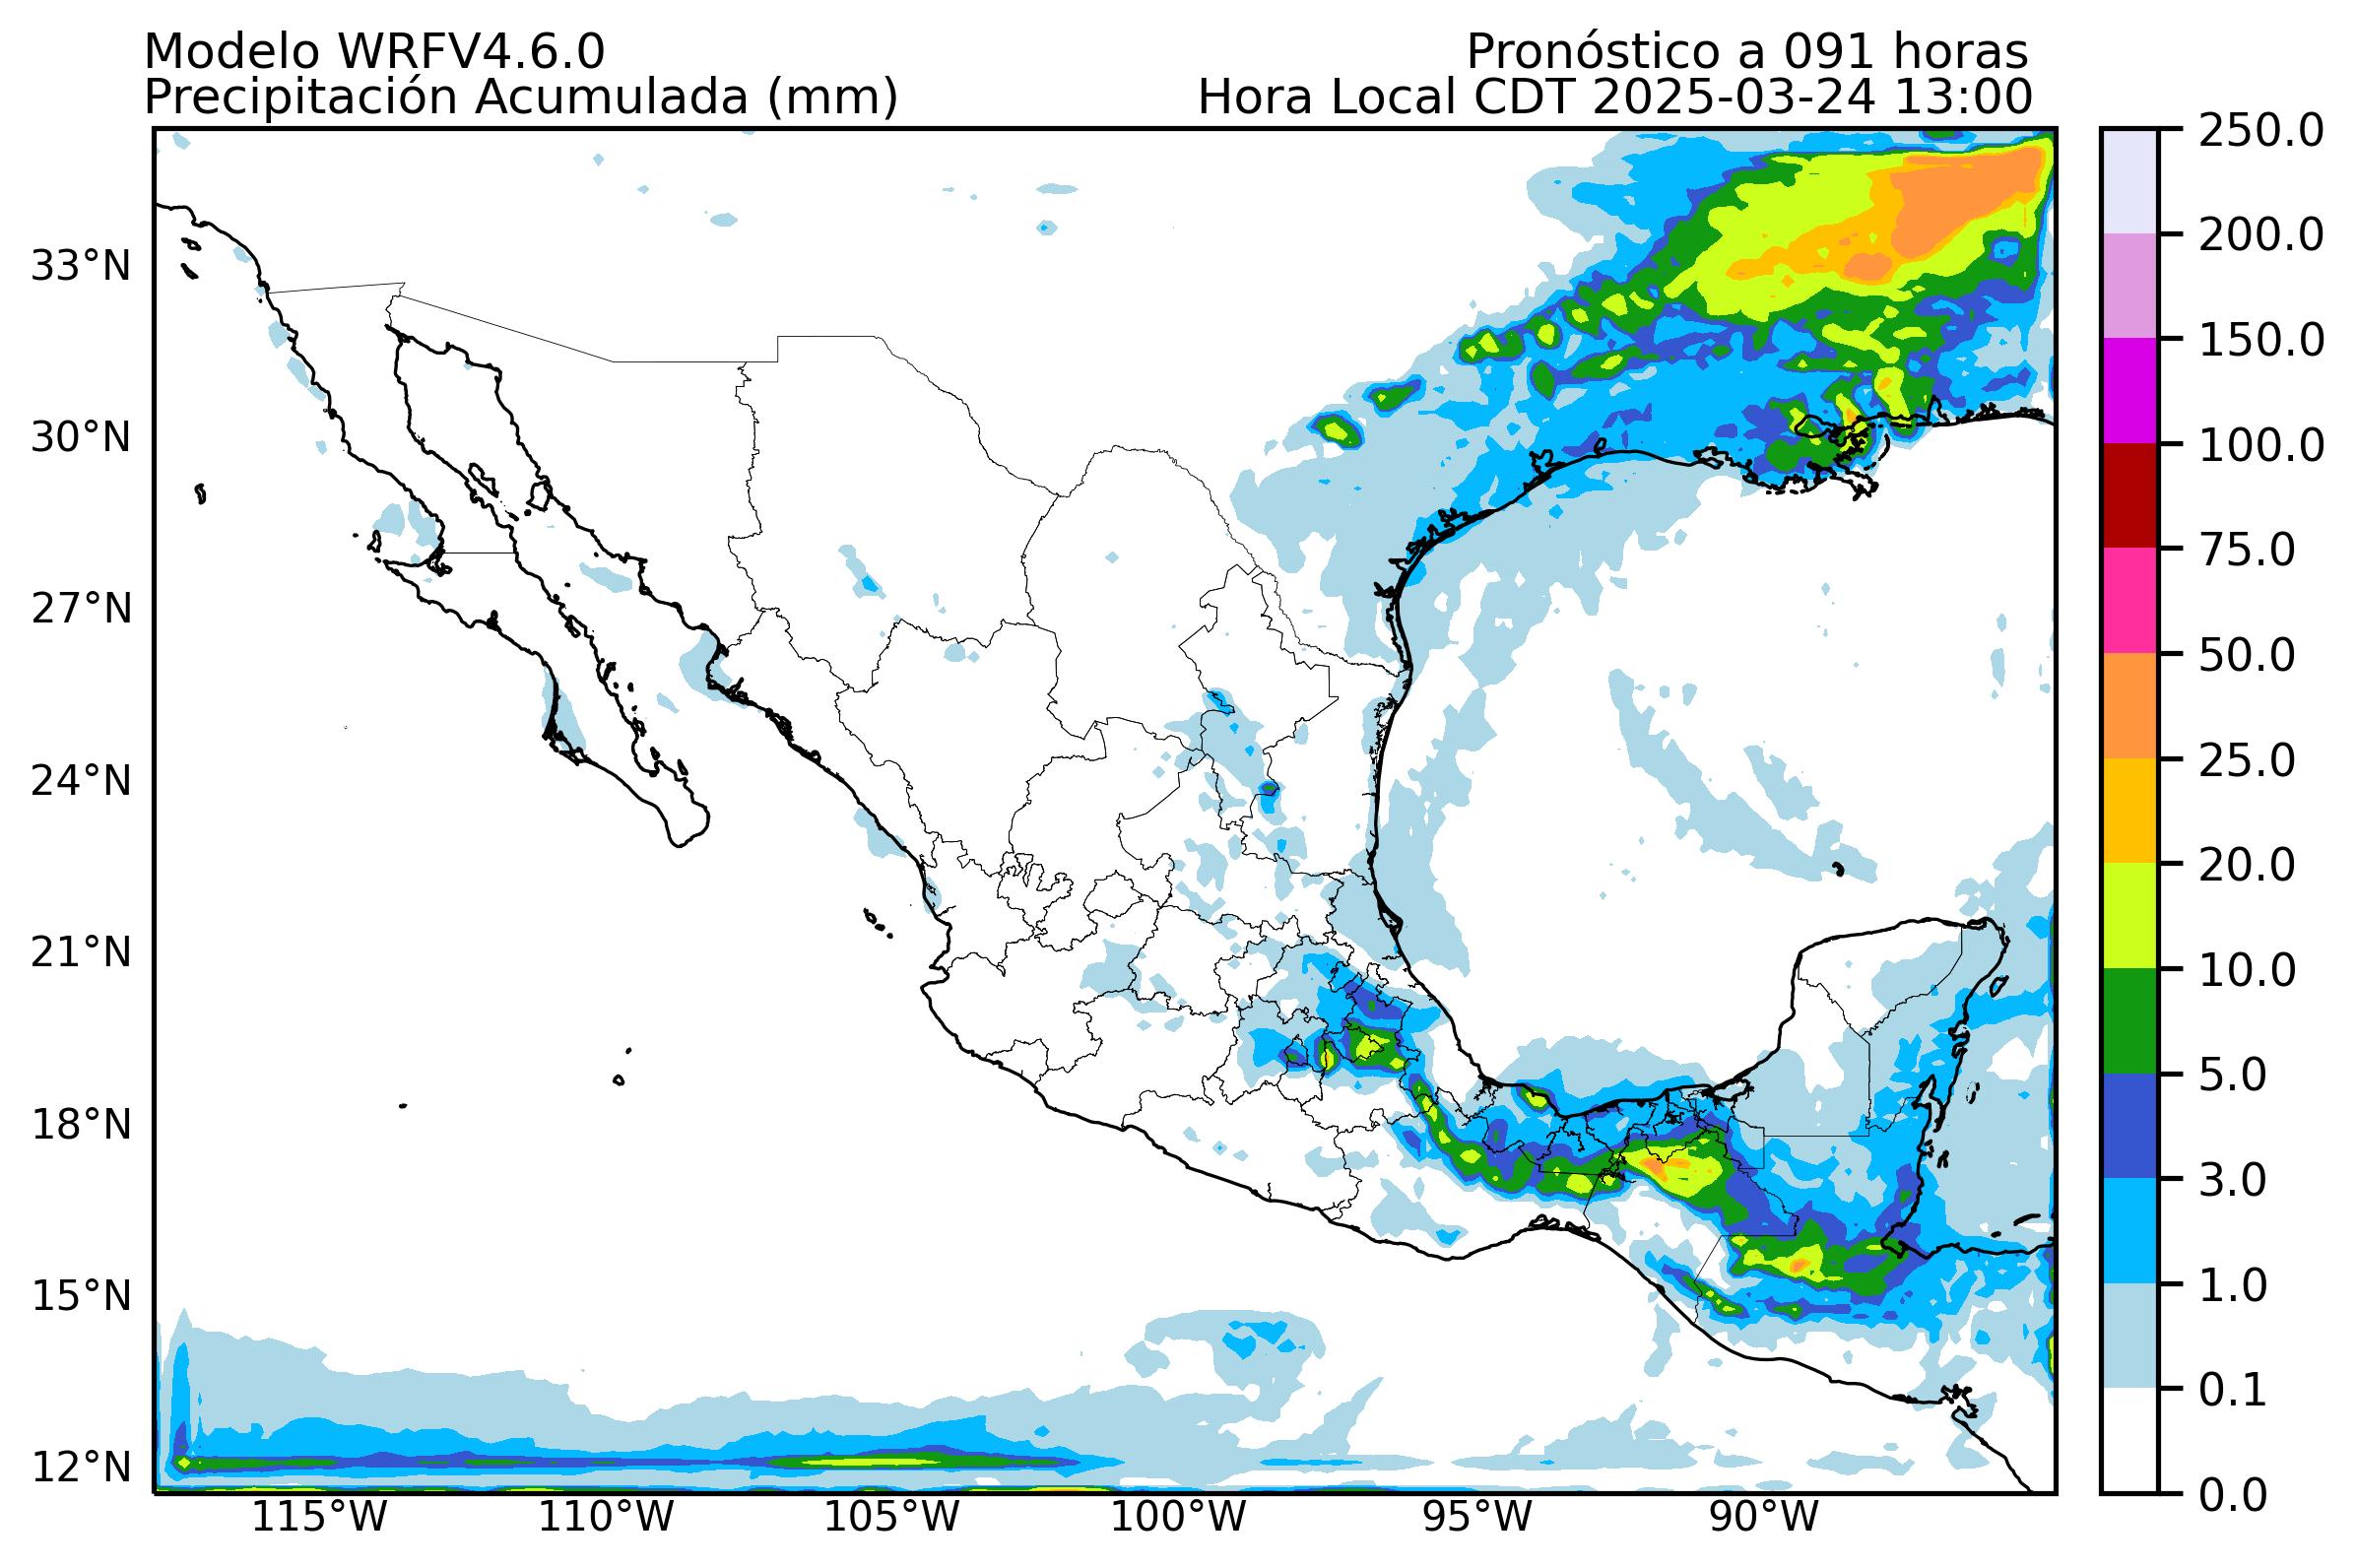 Modelo WRFV4.6.0
Pronóstico a 091 horas
Precipitación Acumulada (mm)
Hora Local CDT 2025-03-24 13:00
250.0
200.0
150.0
100.0
75.0
50.0
25.0
20.0
10.0
5.0
3.0
1.0
0.1
0.0
33°N
30°N
27°N
24°N
21°N
18°N
15°N
12°N
115°W
110°W
105°W
100°W
95°W
90°W